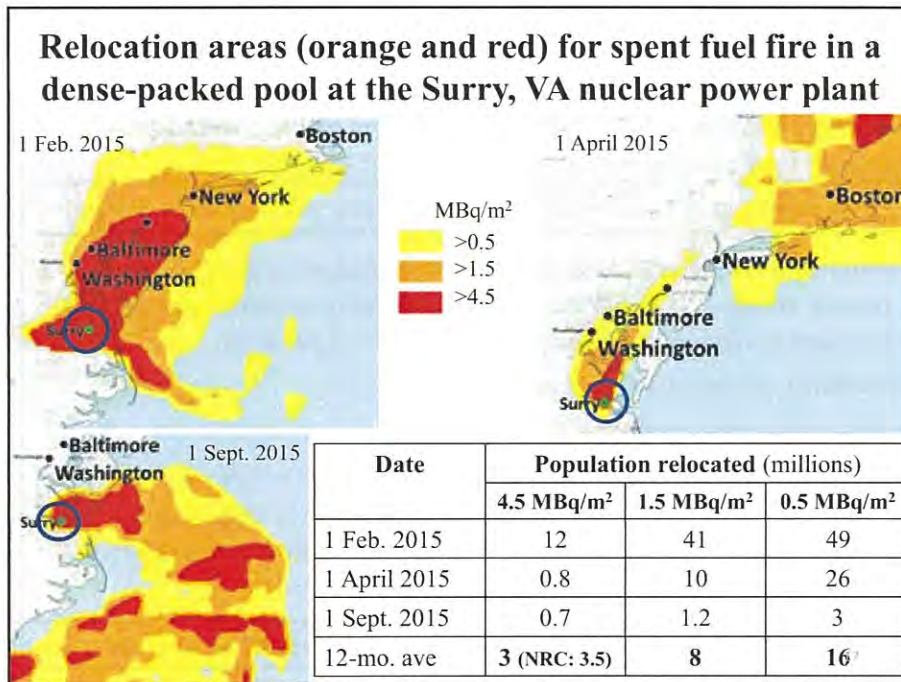 Relocation areas (orange and red) for spent fuel fire in a
dense-packed pool at the Surry, VA nuclear power plant
1 Feb. 2015
Boston
New York
Baltimore
Washington
Surry
MBq/m²
>0.5
>1.5
>4.5
1 April 2015
Boston
New York
Baltimore
Washington
Surry
Baltimore
Washington
1 Sept. 2015
Surry
Date Population relocated (millions)
4.5 MBq/m² 1.5 MBq/m² 0.5 MBq/m²
1 Feb. 2015 12 41 49
1 April 2015 0.8 10 26
1 Sept. 2015 0.7 1.2 3
12-mo. ave 3 (NRC: 3.5) 8 16